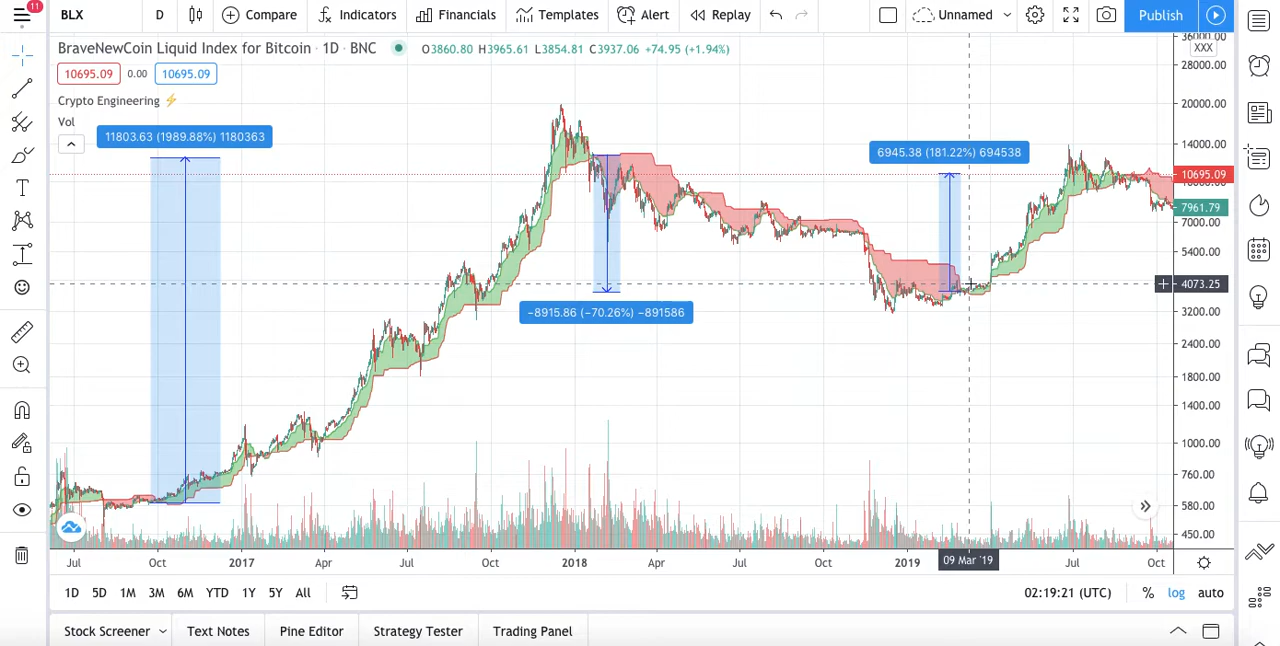 11
BLX D Compare Indicators Financials Templates Alert Replay Unnamed Publish
BraveNewCoin Liquid Index for Bitcoin · 1D · BNC O3860.80 H3965.61 L3854.81 C3937.06 +74.95 (+1.94%)
10695.09 0.00 10695.09
Crypto Engineering ⚡
Vol
11803.63 (1989.88%) 1180363
−8915.86 (−70.26%) −891586
6945.38 (181.22%) 694538
36000.00
XXX
28000.00
20000.00
14000.00
10695.09
10000.00
7961.79
7000.00
5400.00
4073.25
3200.00
2400.00
1800.00
1400.00
1000.00
760.00
580.00
450.00
Jul Oct 2017 Apr Jul Oct 2018 Apr Jul Oct 2019 09 Mar '19 Jul Oct
1D 5D 1M 3M 6M YTD 1Y 5Y All 02:19:21 (UTC) % log auto
Stock Screener Text Notes Pine Editor Strategy Tester Trading Panel